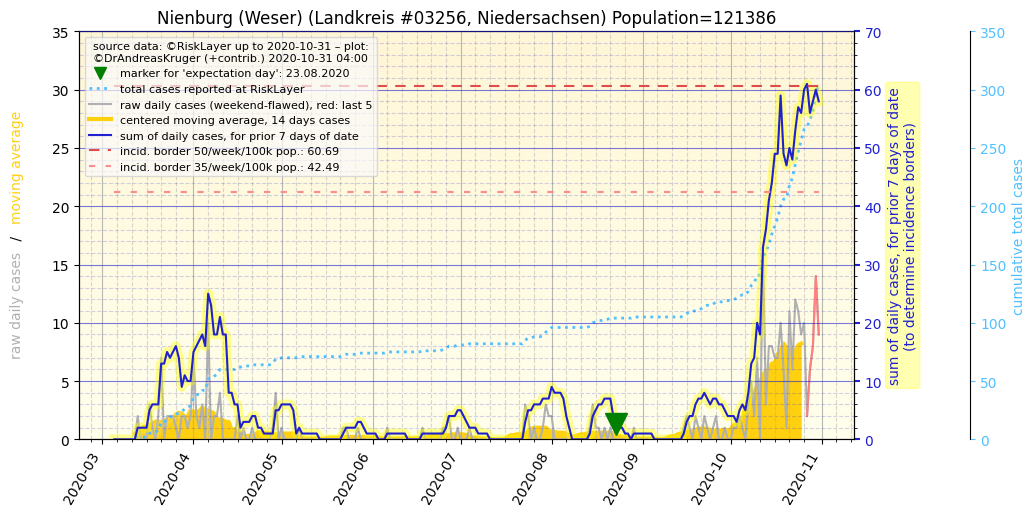 Nienburg (Weser) (Landkreis #03256, Niedersachsen) Population=121386
source data: ©RiskLayer up to 2020-10-31 – plot:
©DrAndreasKruger (+contrib.) 2020-10-31 04:00
marker for 'expectation day': 23.08.2020
total cases reported at RiskLayer
raw daily cases (weekend-flawed), red: last 5
centered moving average, 14 days cases
sum of daily cases, for prior 7 days of date
incid. border 50/week/100k pop.: 60.69
incid. border 35/week/100k pop.: 42.49
raw daily cases / moving average
35
30
25
20
15
10
5
0
70
60
50
40
30
20
10
0
sum of daily cases, for prior 7 days of date
(to determine incidence borders)
350
300
250
200
150
100
50
0
cumulative total cases
2020-03
2020-04
2020-05
2020-06
2020-07
2020-08
2020-09
2020-10
2020-11